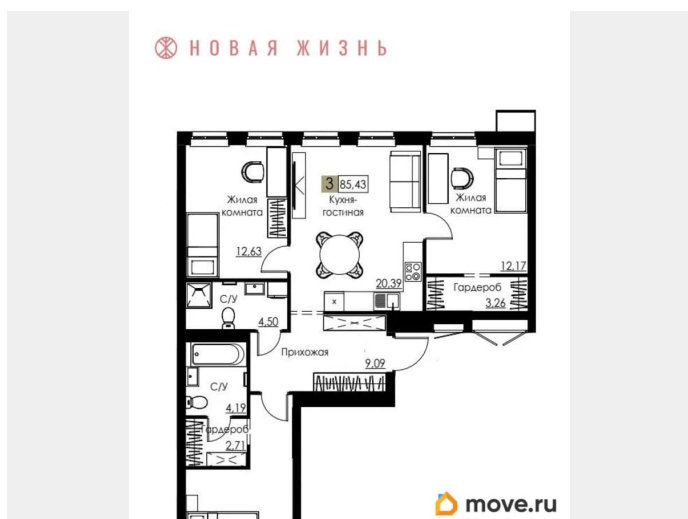 НОВАЯ ЖИЗНЬ
3 85,43
Кухня-
гостиная
20.39
Жилая
комната
12.63
Жилая
комната
12.17
Гардероб
3.26
С/У
4.50
Прихожая
9.09
С/У
4.19
Гардероб
2.71
х
move.ru